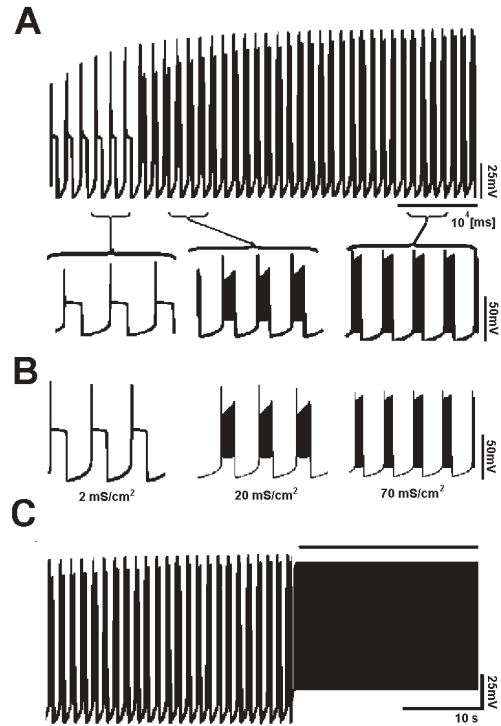 A
25mV
10⁴[ms]
50mV
B
50mV
2 mS/cm²
20 mS/cm²
70 mS/cm²
C
25mV
10 s